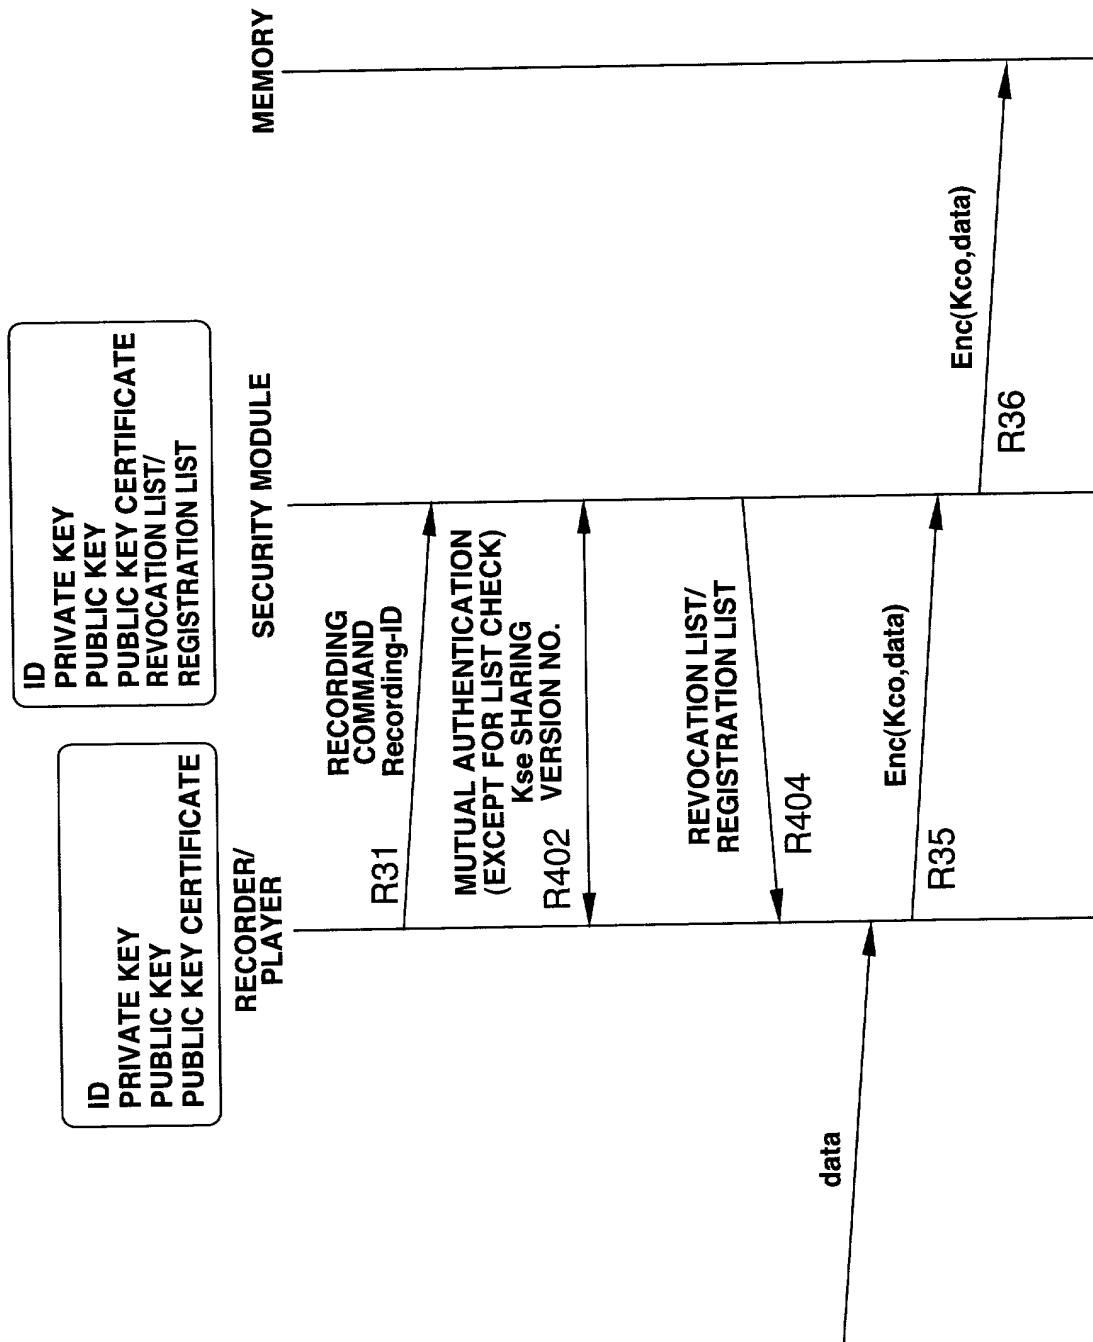 ID
PRIVATE KEY
PUBLIC KEY
PUBLIC KEY CERTIFICATE
RECORDER/
PLAYER
ID
PRIVATE KEY
PUBLIC KEY
PUBLIC KEY CERTIFICATE
REVOCATION LIST/
REGISTRATION LIST
SECURITY MODULE
MEMORY
RECORDING
COMMAND
Recording-ID
R31
MUTUAL AUTHENTICATION
(EXCEPT FOR LIST CHECK)
Kse SHARING
R402 VERSION NO.
REVOCATION LIST/
REGISTRATION LIST
R404
data
Enc(Kco,data)
R35
Enc(Kco,data)
R36